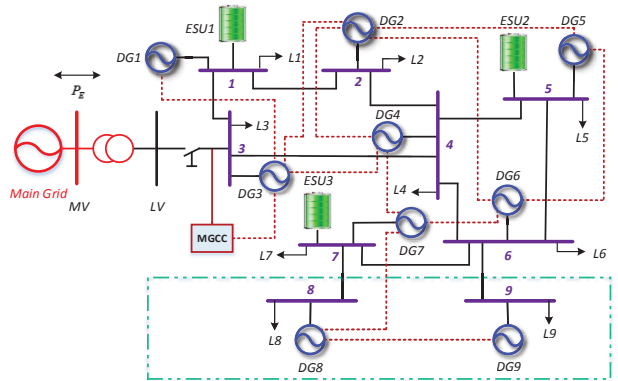 ESU1
DG2
ESU2
DG5
DG1
L1
L2
1
2
5
P_E
L3
DG4
L5
3
4
Main Grid
MV
LV
DG3
ESU3
L4
DG6
MGCC
DG7
L7
7
6
L6
8
9
L8
L9
DG8
DG9